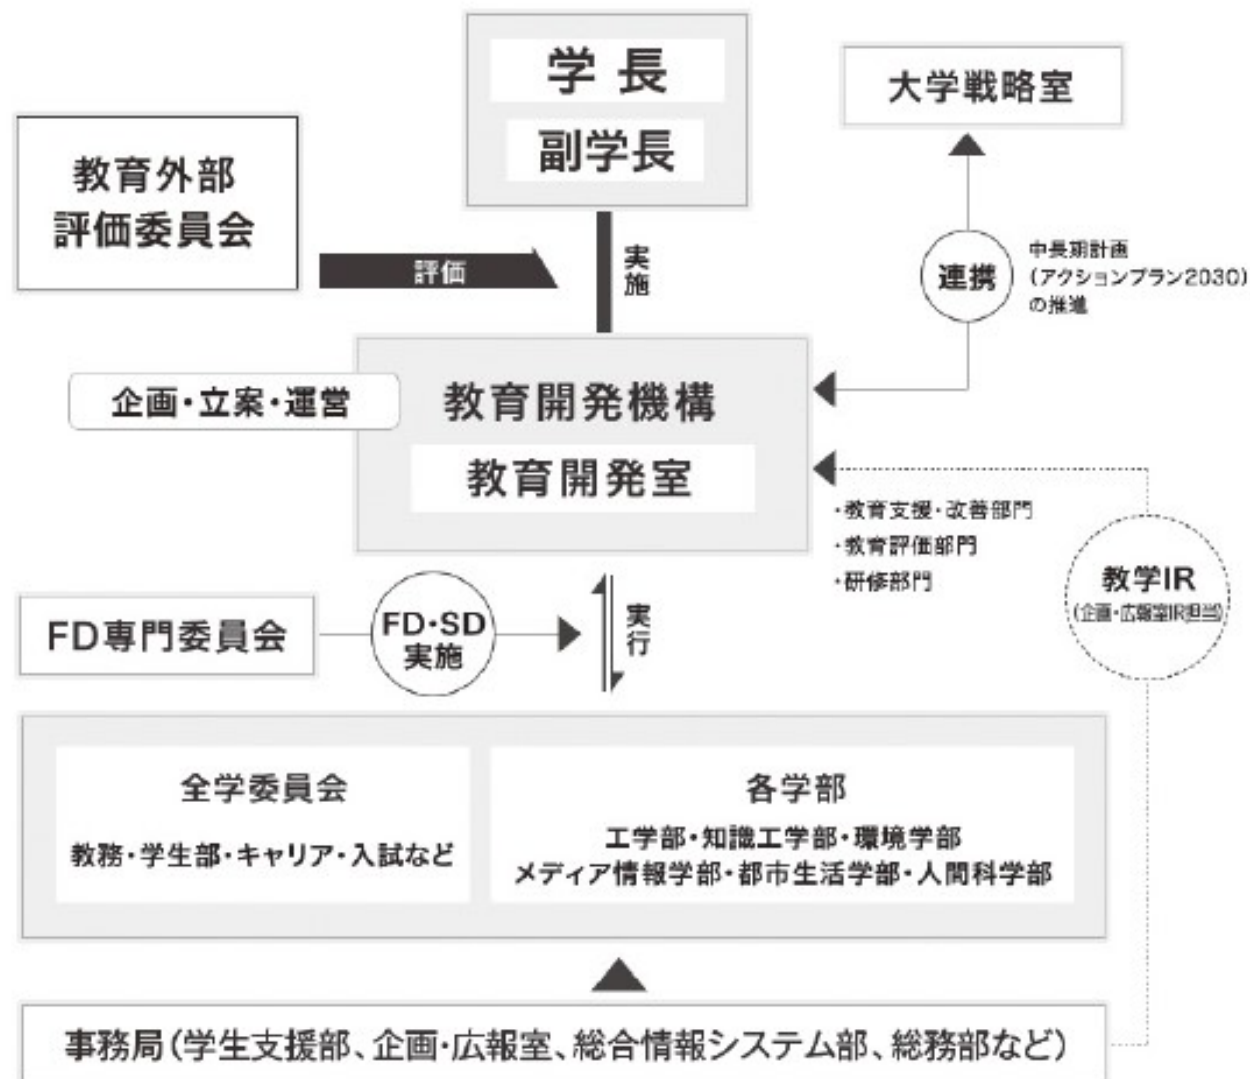 学長
副学長
大学戦略室
教育外部
評価委員会
評価
実施
連携
中長期計画
(アクションプラン2030)
の推進
企画・立案・運営
教育開発機構
教育開発室
・教育支援・改善部門
・教育評価部門
・研修部門
教学IR
(企画・広報室IR担当)
FD専門委員会
FD・SD
実施
実行
全学委員会
教務・学生部・キャリア・入試など
各学部
工学部・知識工学部・環境学部
メディア情報学部・都市生活学部・人間科学部
事務局(学生支援部、企画・広報室、総合情報システム部、総務部など)